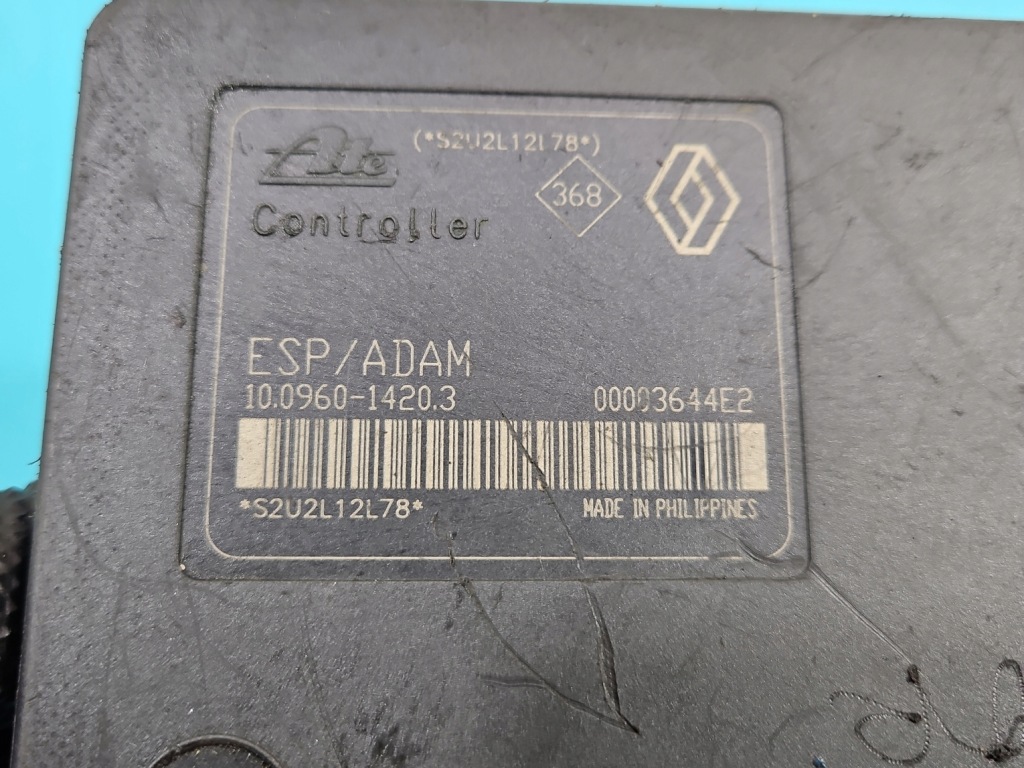 Ate (*S2U2L12L78*)
368
Controller
ESP/ADAM
10.0960-1420.3 00003644E2
*S2U2L12L78* MADE IN PHILIPPINES